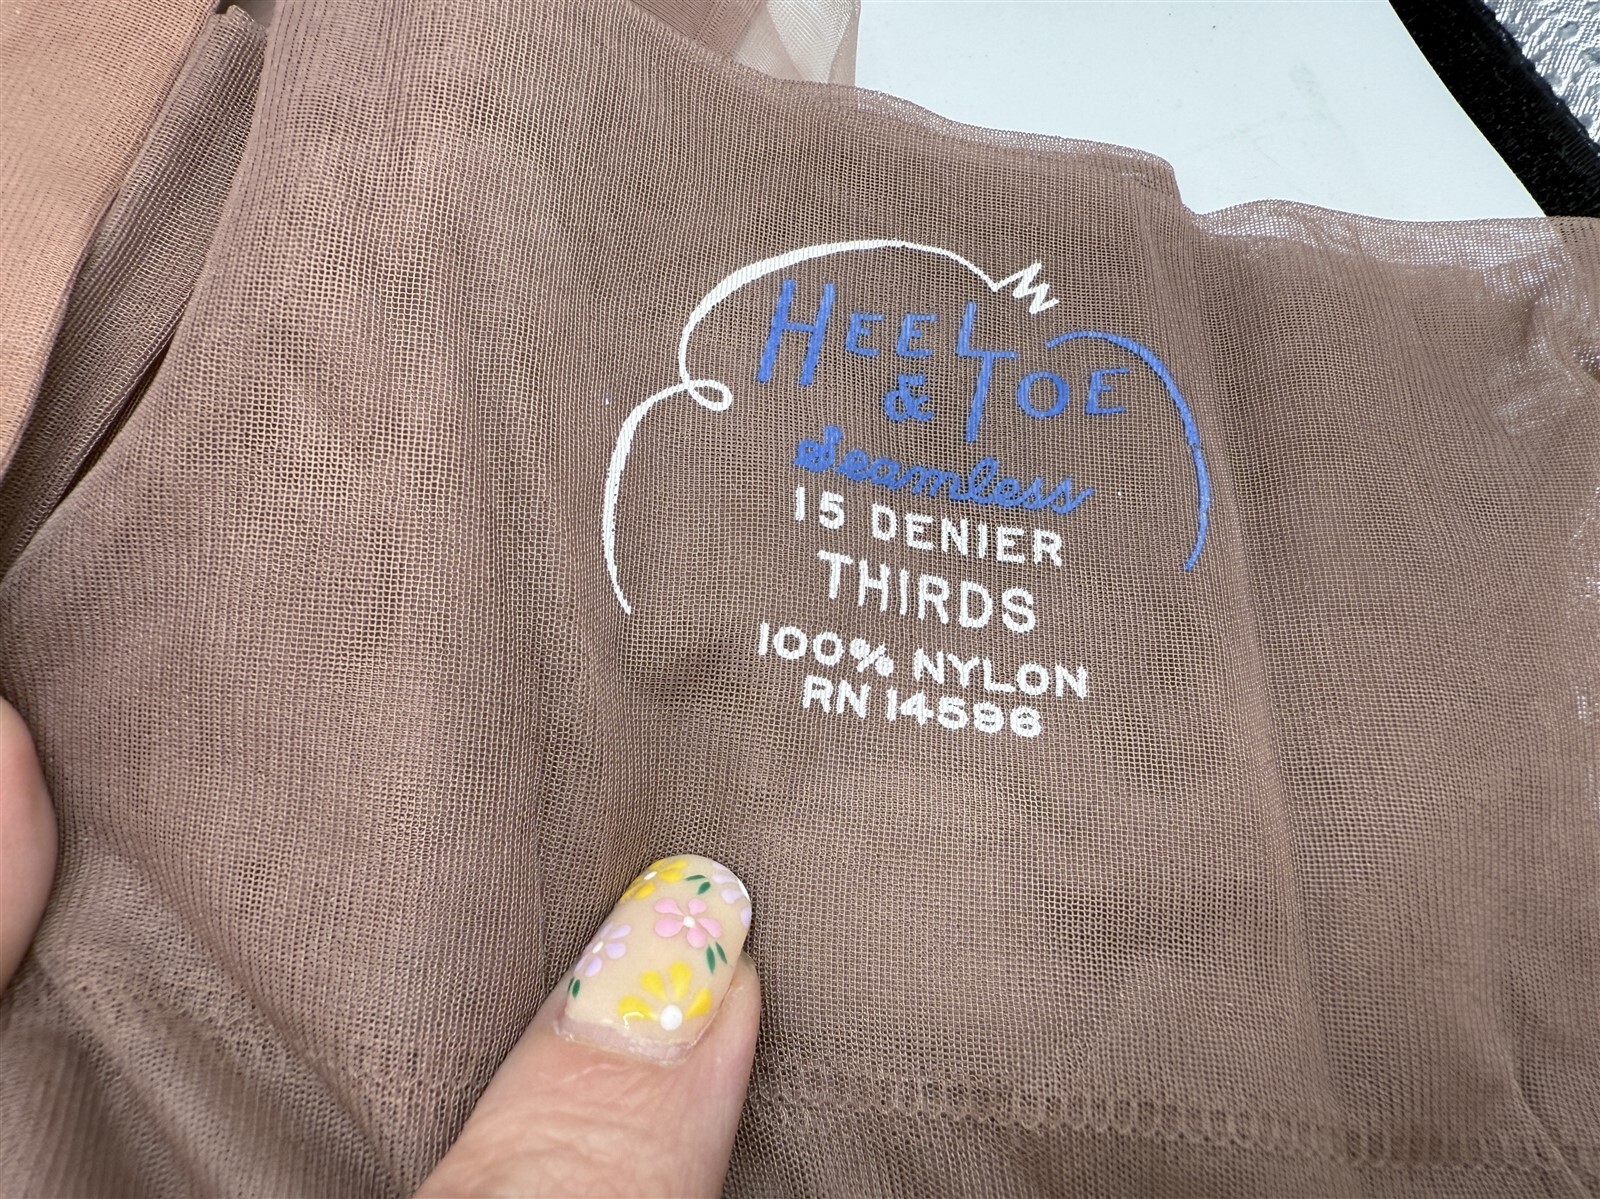 HEEL
& TOE
Seamless
15 DENIER
THIRDS
100% NYLON
RN 14596